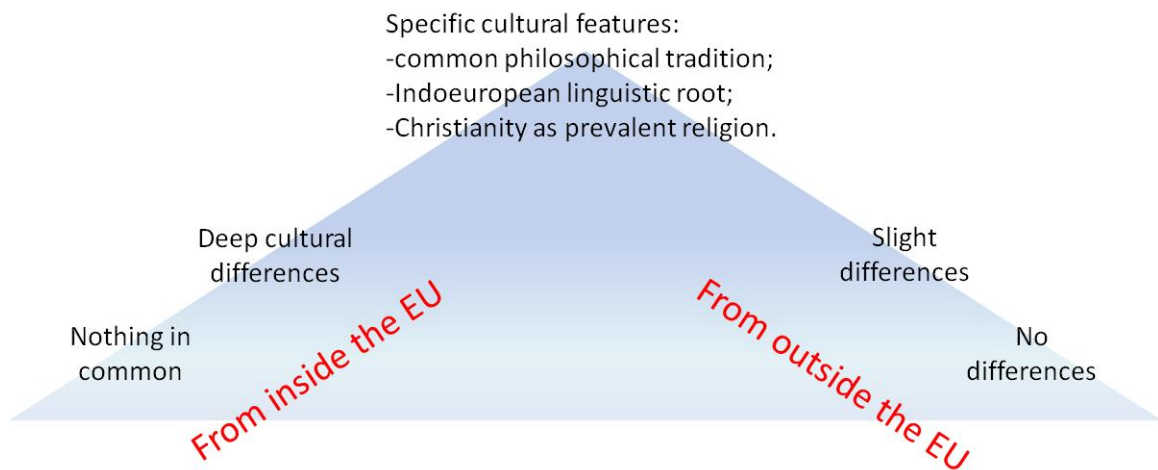 Specific cultural features:
-common philosophical tradition;
-Indoeuropean linguistic root;
-Christianity as prevalent religion.
Deep cultural
differences
Slight
differences
From inside the EU
From outside the EU
Nothing in
common
No
differences